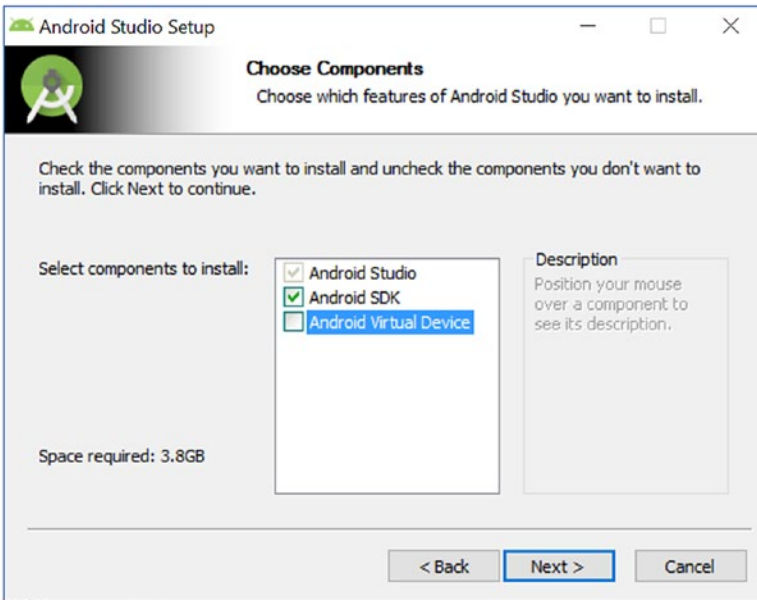 Android Studio Setup
Choose Components
Choose which features of Android Studio you want to install.
Check the components you want to install and uncheck the components you don't want to
install. Click Next to continue.
Select components to install:
Android Studio
Android SDK
Android Virtual Device
Description
Position your mouse
over a component to
see its description.
Space required: 3.8GB
< Back
Next >
Cancel